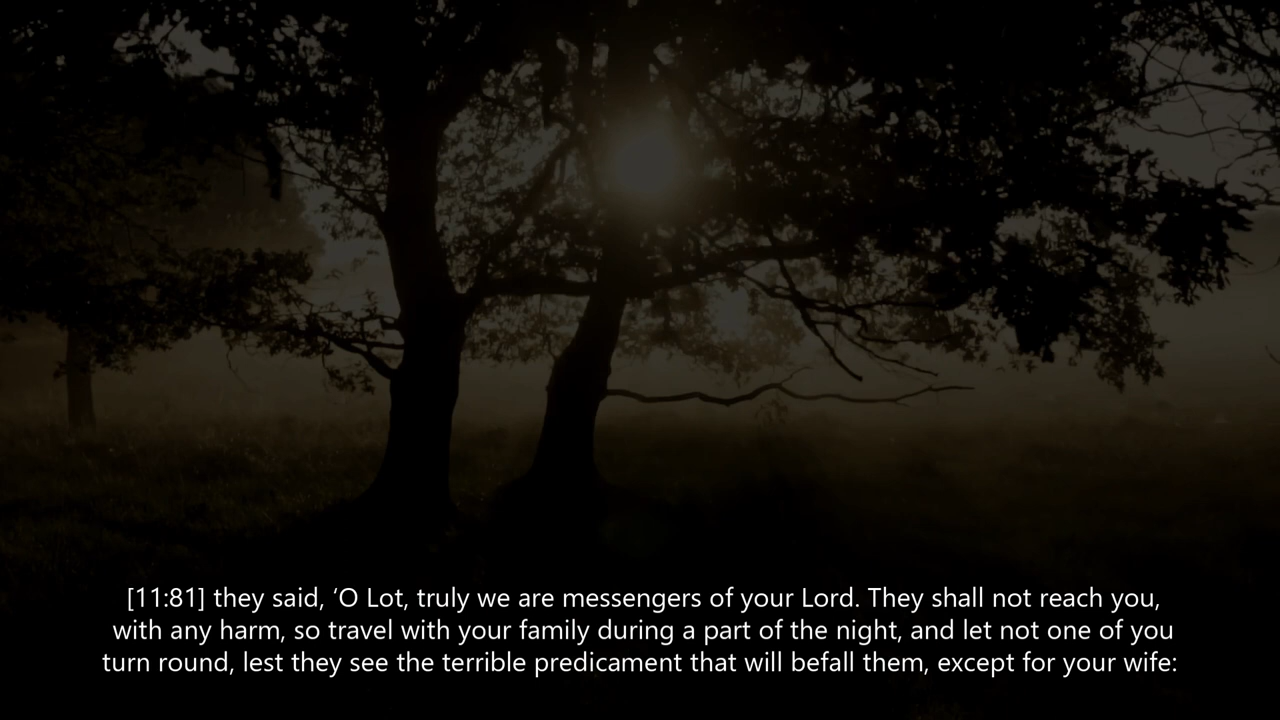 [11:81] they said, ‘O Lot, truly we are messengers of your Lord. They shall not reach you,
with any harm, so travel with your family during a part of the night, and let not one of you
turn round, lest they see the terrible predicament that will befall them, except for your wife: